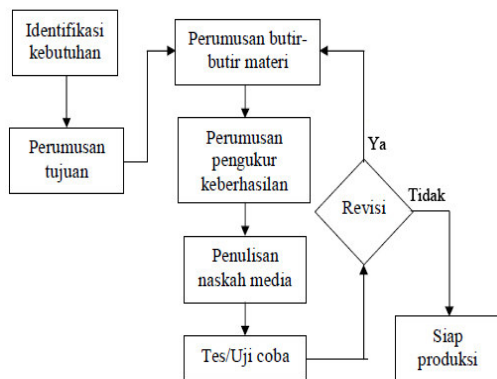 Identifikasi
kebutuhan
Perumusan
tujuan
Perumusan butir-
butir materi
Perumusan
pengukur
keberhasilan
Penulisan
naskah media
Tes/Uji coba
Revisi
Ya
Tidak
Siap
produksi